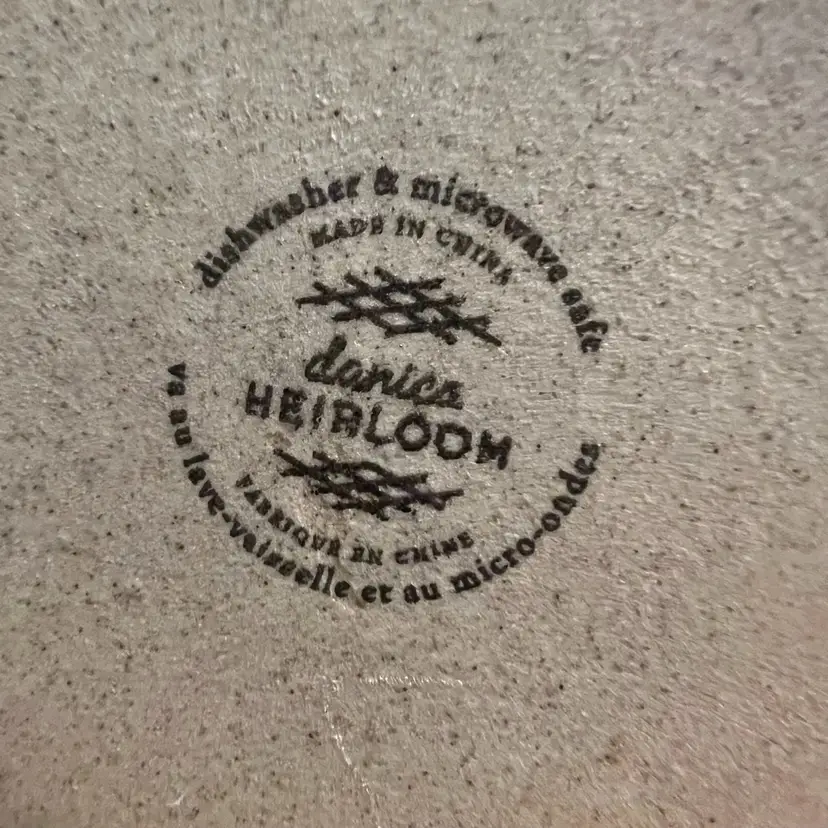 dishwasher & microwave safe
MADE IN CHINA
danica
HEIRLOOM
FABRIQUÉ EN CHINE
va au lave-vaisselle et au micro-ondes